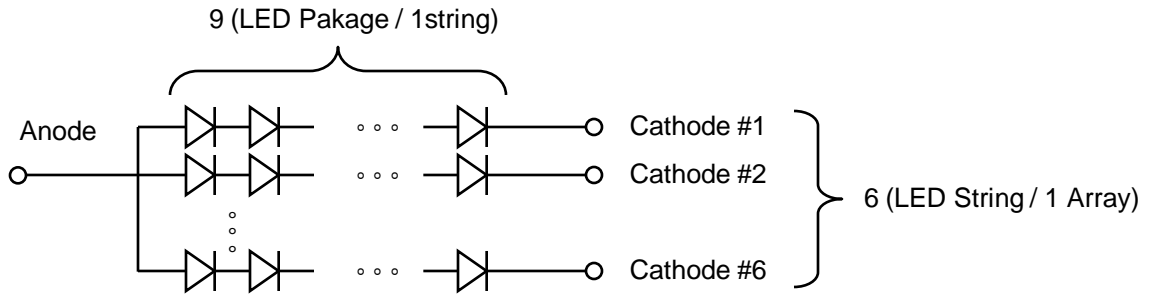 9 (LED Pakage / 1string)
Anode
Cathode #1
Cathode #2
6 (LED String / 1 Array)
Cathode #6